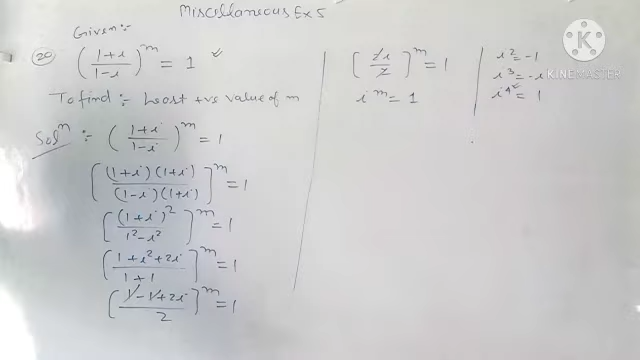 Miscellaneous Ex 5
Given :-
20 (1+i / 1-i)^m = 1 ✓
To find :- Least +ve value of m
Sol^n :- (1+i / 1-i)^m = 1
[(1+i)(1+i) / (1-i)(1+i)]^m = 1
[(1+i)^2 / 1^2-i^2]^m = 1
[1+i^2+2i / 1+1]^m = 1
[1-1+2i / 2]^m = 1
[2i / 2]^m = 1
i^m = 1
i^2 = -1
i^3 = -i
i^4 = 1
K
KINEMASTER